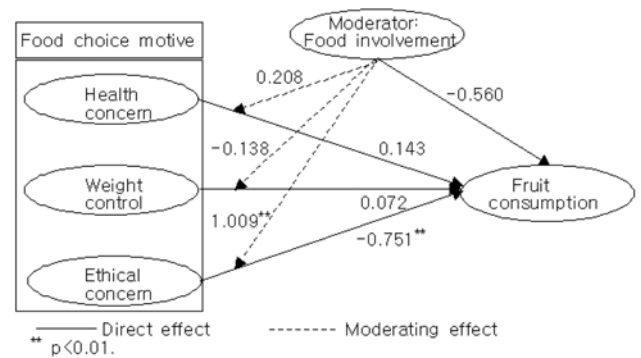 Moderator:
Food involvement
Food choice motive
Health
concern
0.208
-0.560
-0.138
0.143
Weight
control
Fruit
consumption
0.072
1.009**
-0.751**
Ethical
concern
Direct effect
Moderating effect
** p<0.01.